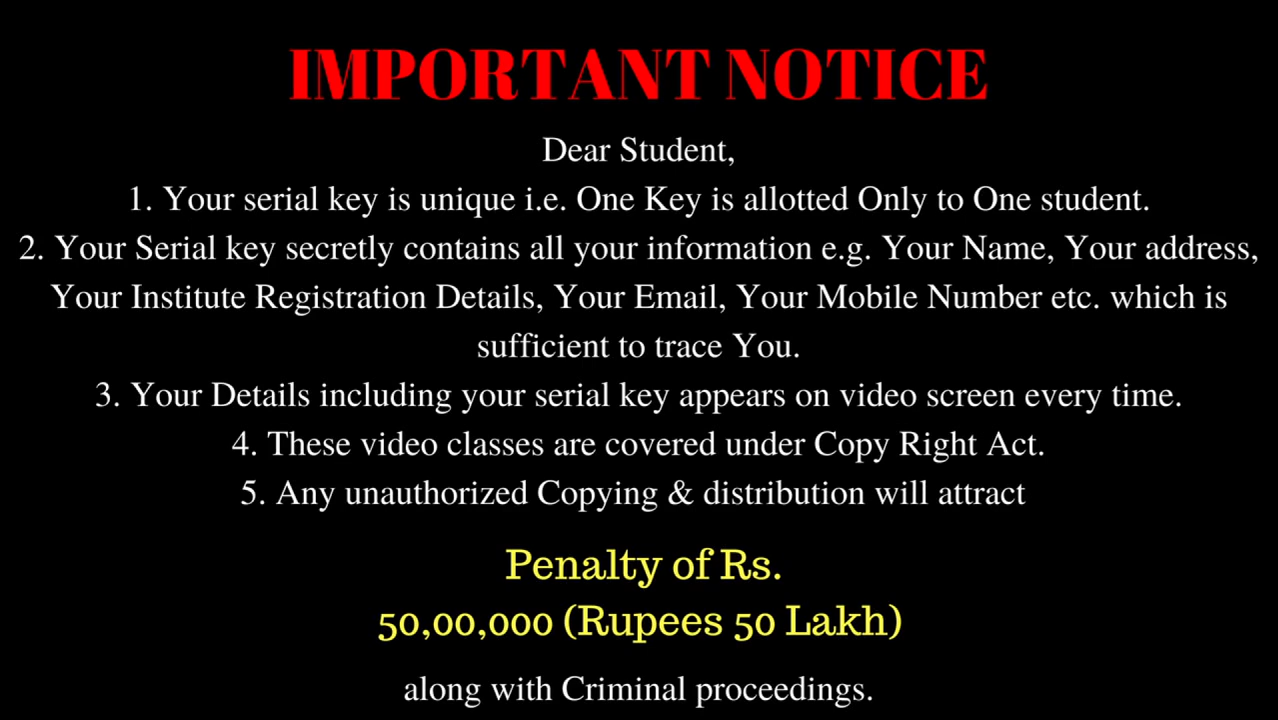 IMPORTANT NOTICE
Dear Student,
1. Your serial key is unique i.e. One Key is allotted Only to One student.
2. Your Serial key secretly contains all your information e.g. Your Name, Your address,
Your Institute Registration Details, Your Email, Your Mobile Number etc. which is
sufficient to trace You.
3. Your Details including your serial key appears on video screen every time.
4. These video classes are covered under Copy Right Act.
5. Any unauthorized Copying & distribution will attract
Penalty of Rs.
50,00,000 (Rupees 50 Lakh)
along with Criminal proceedings.